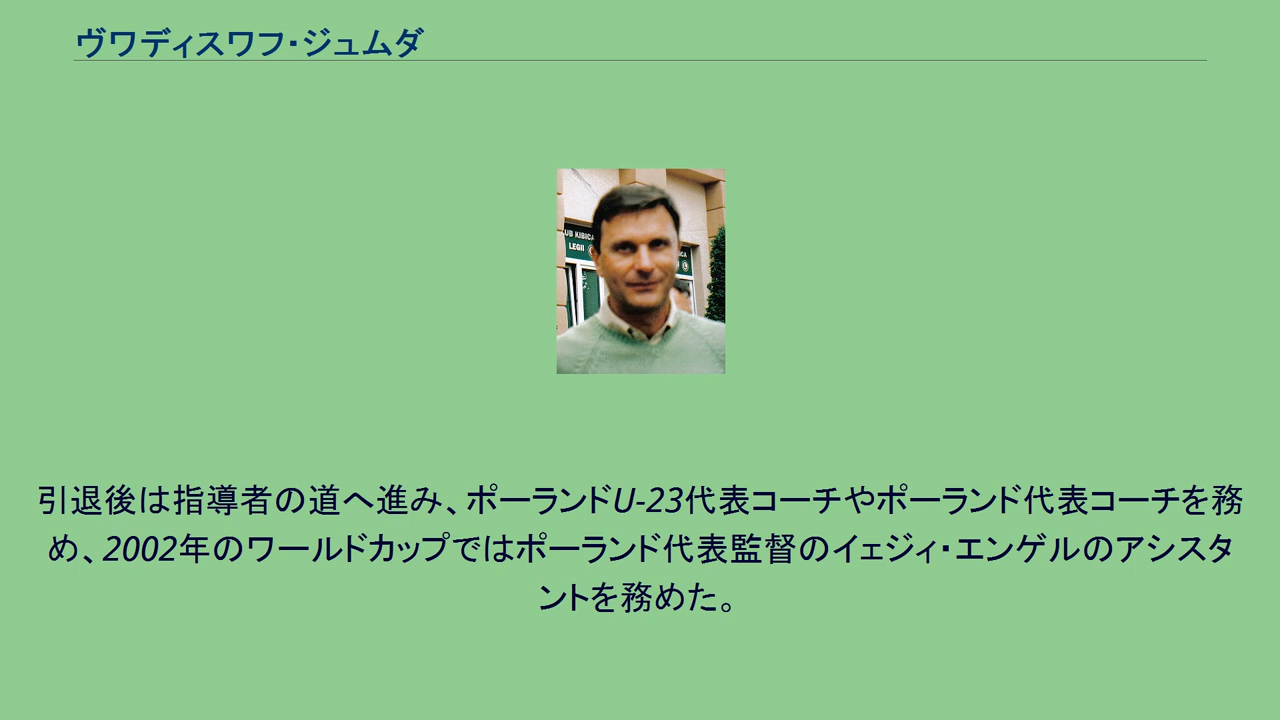 ヴワディスワフ・ジュムダ
UB KIBICA
LEGII
引退後は指導者の道へ進み、ポーランドU-23代表コーチやポーランド代表コーチを務
め、2002年のワールドカップではポーランド代表監督のイェジィ・エンゲルのアシスタ
ントを務めた。